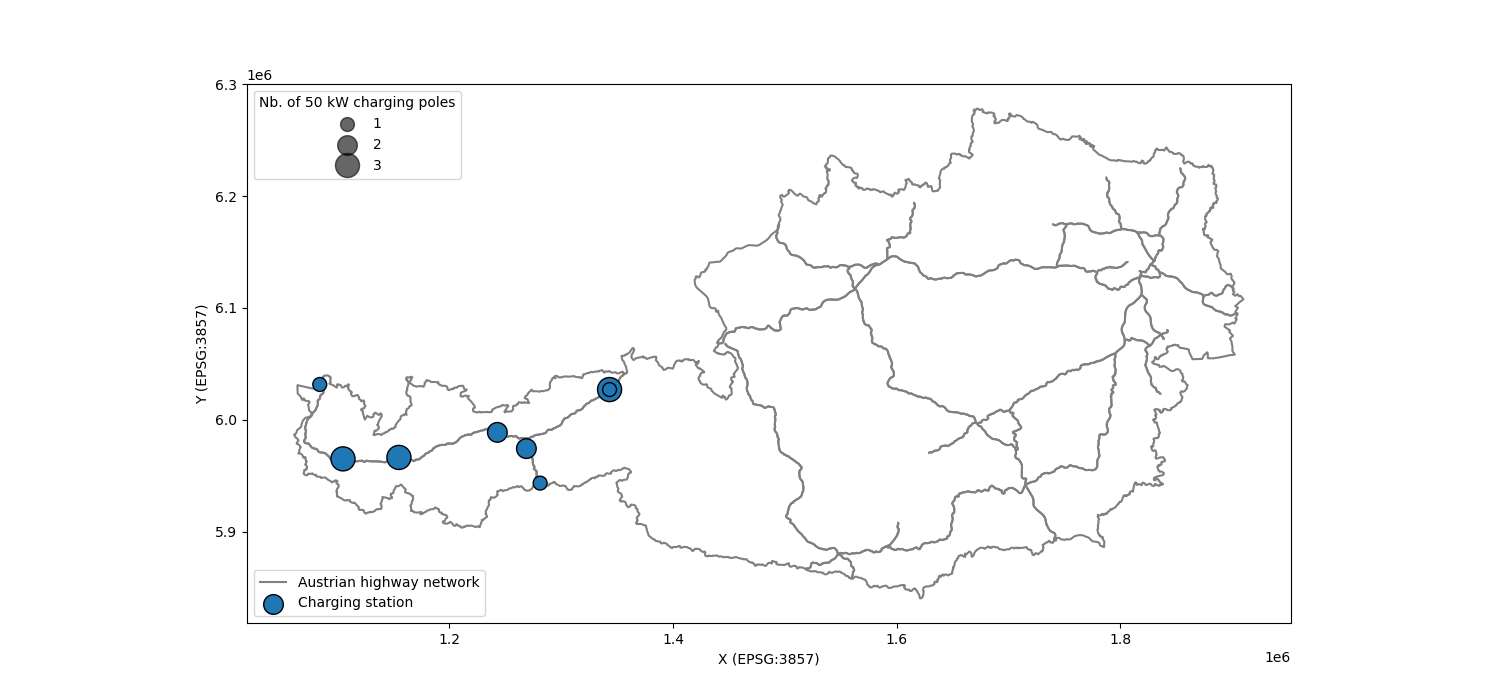 1e6
6.3
Nb. of 50 kW charging poles
1
2
3
6.2
6.1
Y (EPSG:3857)
6.0
5.9
Austrian highway network
Charging station
1.2
1.4
1.6
1.8
X (EPSG:3857)
1e6